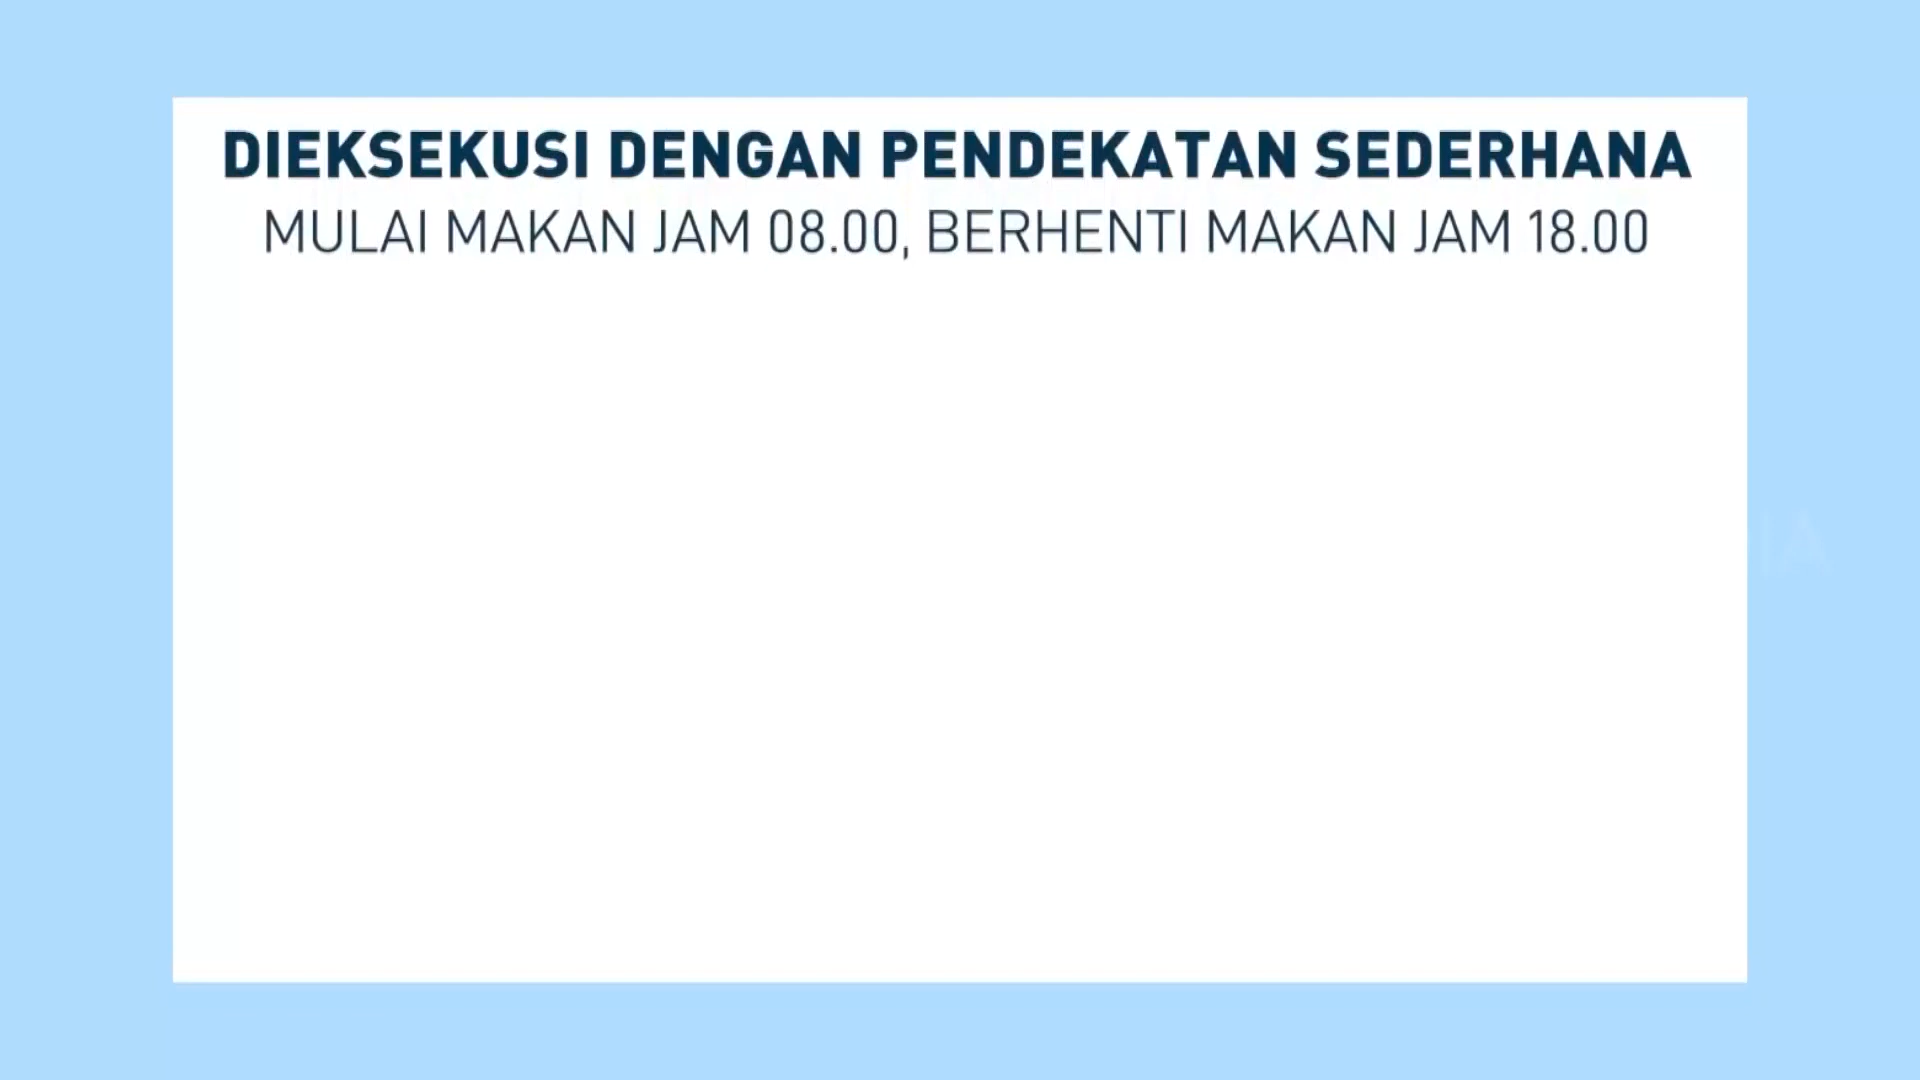 DIEKSEKUSI DENGAN PENDEKATAN SEDERHANA
MULAI MAKAN JAM 08.00, BERHENTI MAKAN JAM 18.00